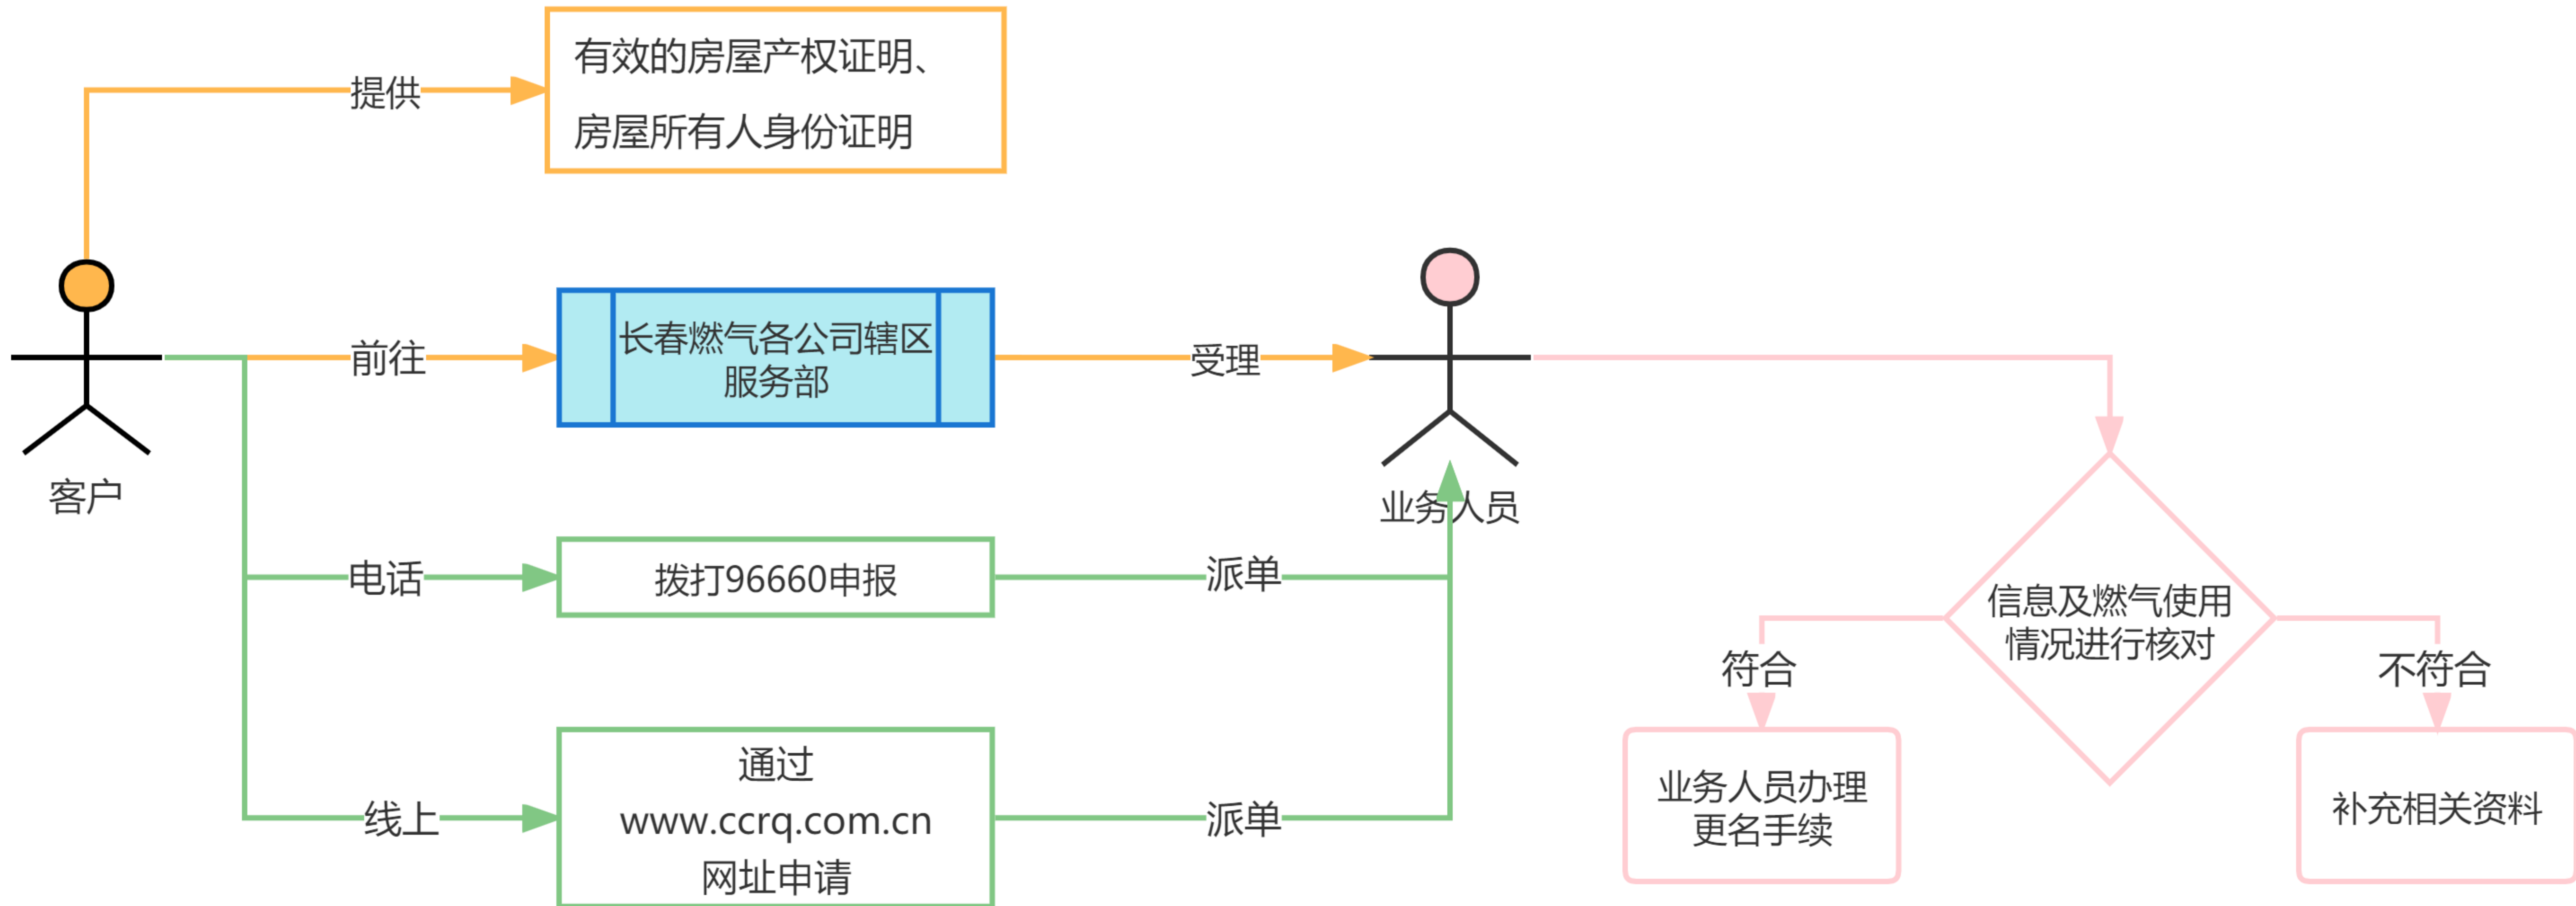 有效的房屋产权证明、
提供
房屋所有人身份证明
前往
长春燃气各公司辖区
服务部
受理
客户
业务人员
电话
拨打96660申报
派单
信息及燃气使用
情况进行核对
符合
不符合
线上
通过
www.ccrq.com.cn
网址申请
派单
业务人员办理
更名手续
补充相关资料